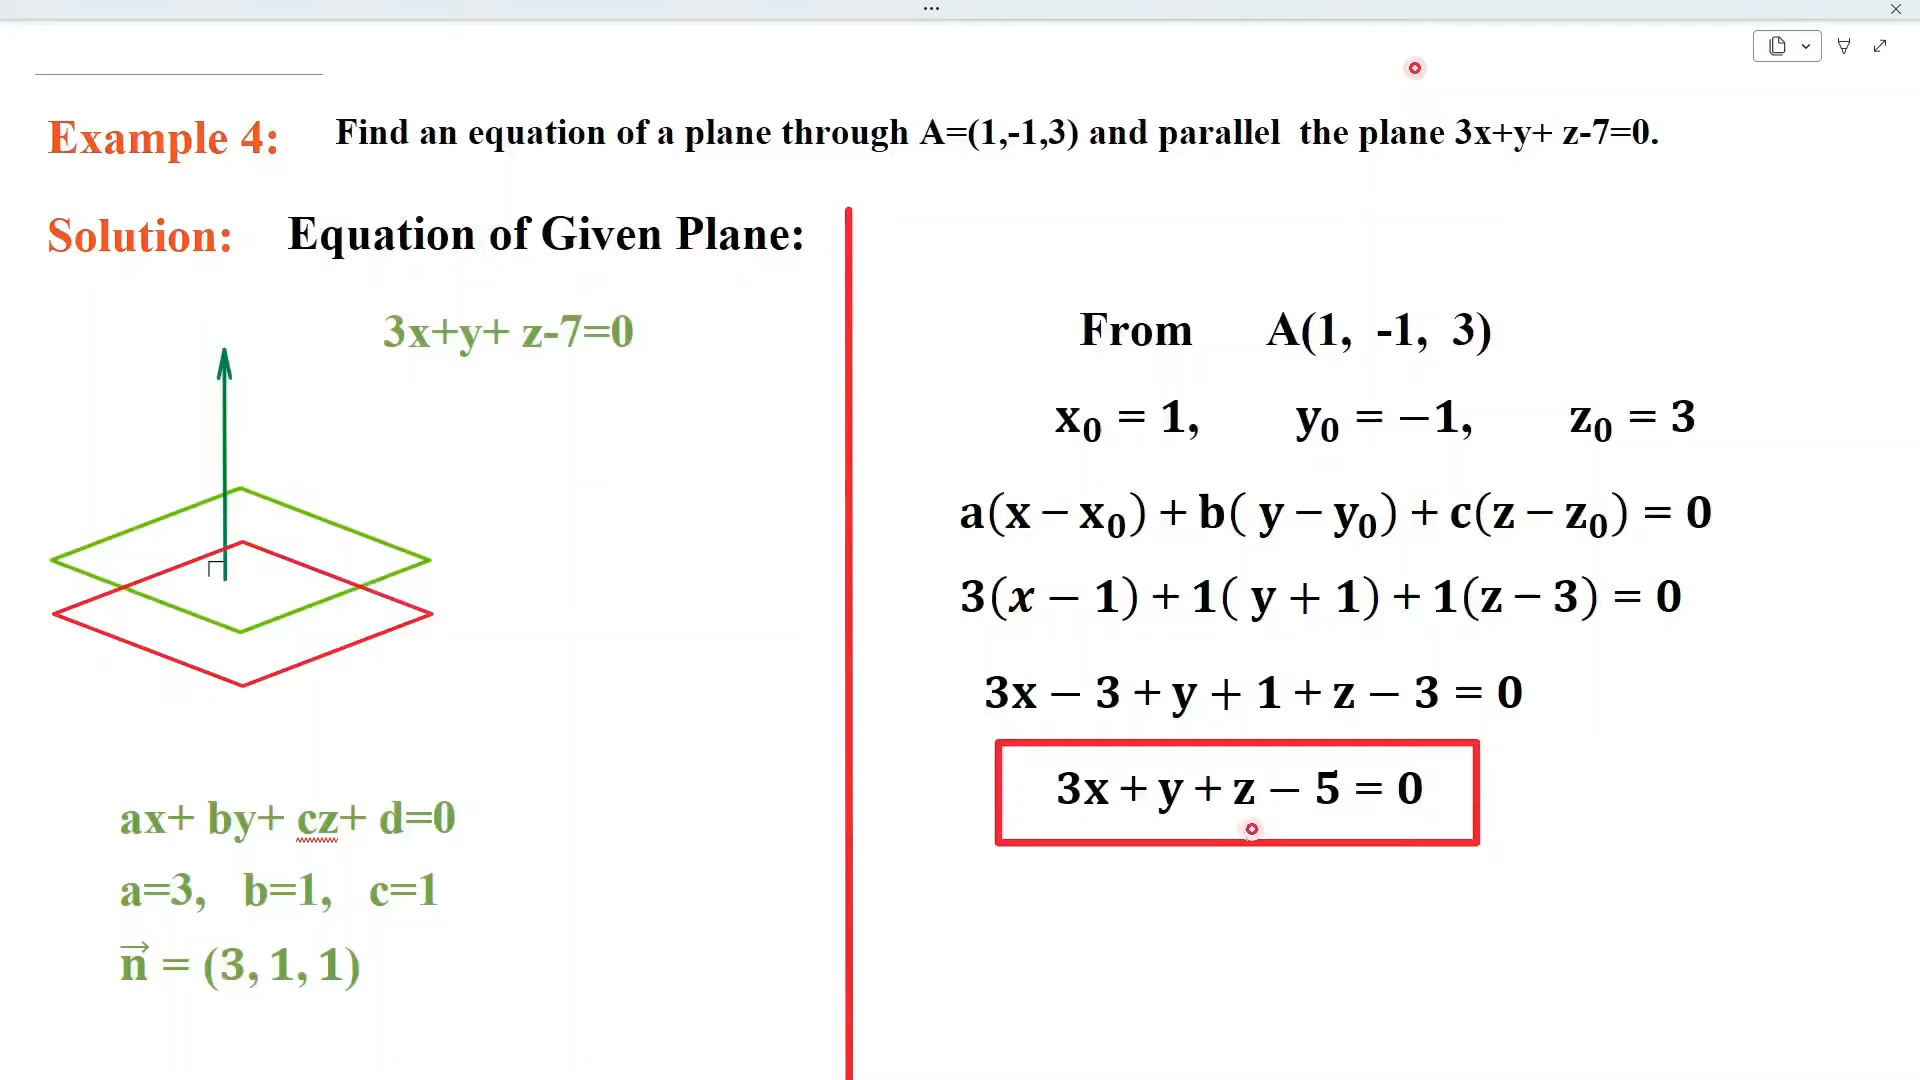 Example 4: Find an equation of a plane through A=(1,-1,3) and parallel the plane 3x+y+ z-7=0.
Solution: Equation of Given Plane:
3x+y+ z-7=0
ax+ by+ cz+ d=0
a=3, b=1, c=1
n⃗ = (3, 1, 1)
From A(1, -1, 3)
x₀ = 1, y₀ = −1, z₀ = 3
a(x − x₀) + b( y − y₀) + c(z − z₀) = 0
3(x − 1) + 1( y + 1) + 1(z − 3) = 0
3x − 3 + y + 1 + z − 3 = 0
3x + y + z − 5 = 0